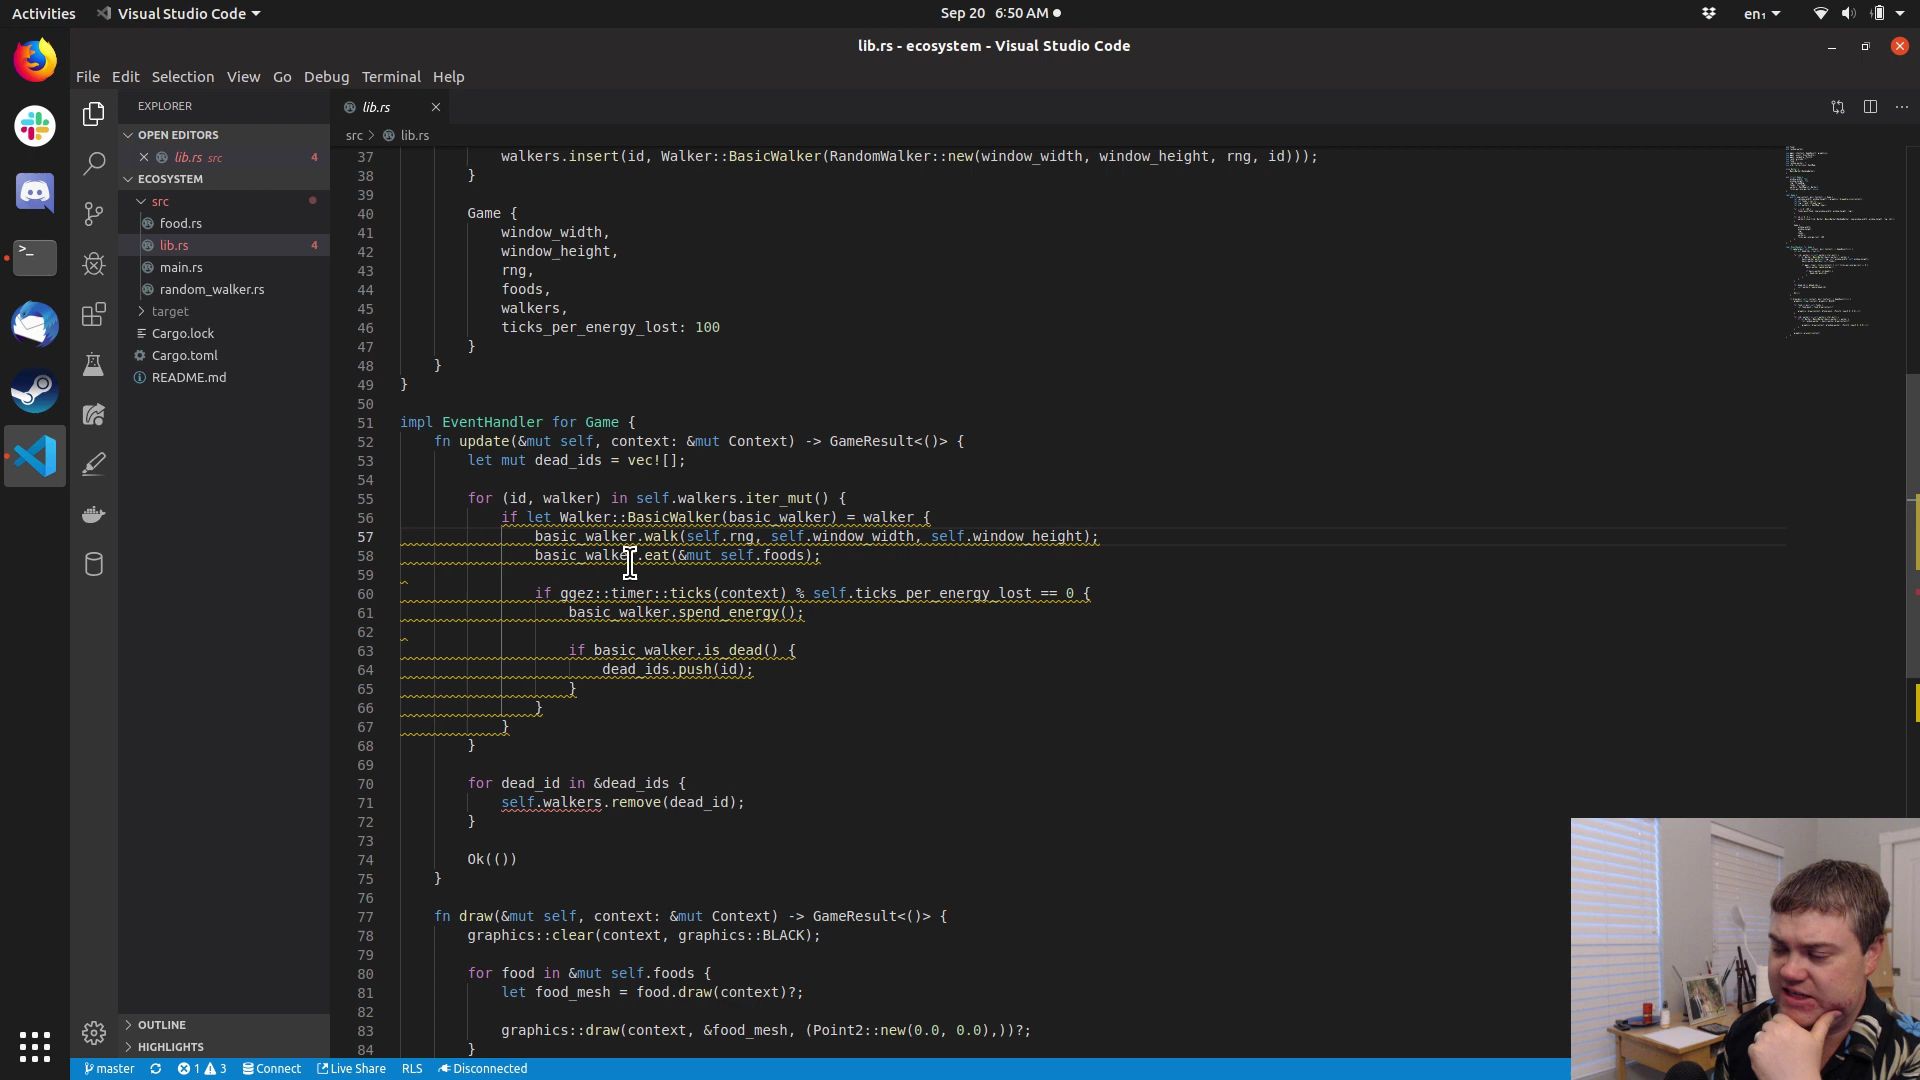 Activities
Visual Studio Code
Sep 20 6:50 AM
en₁
lib.rs - ecosystem - Visual Studio Code
File Edit Selection View Go Debug Terminal Help
EXPLORER
OPEN EDITORS
lib.rs src 4
ECOSYSTEM
src
food.rs
lib.rs 4
main.rs
random_walker.rs
target
Cargo.lock
Cargo.toml
README.md
OUTLINE
HIGHLIGHTS
lib.rs
src > lib.rs
37 walkers.insert(id, Walker::BasicWalker(RandomWalker::new(window_width, window_height, rng, id)));
38 }
39
40 Game {
41 window_width,
42 window_height,
43 rng,
44 foods,
45 walkers,
46 ticks_per_energy_lost: 100
47 }
48 }
49 }
50
51 impl EventHandler for Game {
52 fn update(&mut self, context: &mut Context) -> GameResult<()> {
53 let mut dead_ids = vec![];
54
55 for (id, walker) in self.walkers.iter_mut() {
56 if let Walker::BasicWalker(basic_walker) = walker {
57 basic_walker.walk(self.rng, self.window_width, self.window_height);
58 basic_walker.eat(&mut self.foods);
59
60 if ggez::timer::ticks(context) % self.ticks_per_energy_lost == 0 {
61 basic_walker.spend_energy();
62
63 if basic_walker.is_dead() {
64 dead_ids.push(id);
65 }
66 }
67 }
68 }
69
70 for dead_id in &dead_ids {
71 self.walkers.remove(dead_id);
72 }
73
74 Ok(())
75 }
76
77 fn draw(&mut self, context: &mut Context) -> GameResult<()> {
78 graphics::clear(context, graphics::BLACK);
79
80 for food in &mut self.foods {
81 let food_mesh = food.draw(context)?;
82
83 graphics::draw(context, &food_mesh, (Point2::new(0.0, 0.0),))?;
84 }
master 1 3 Connect Live Share RLS Disconnected